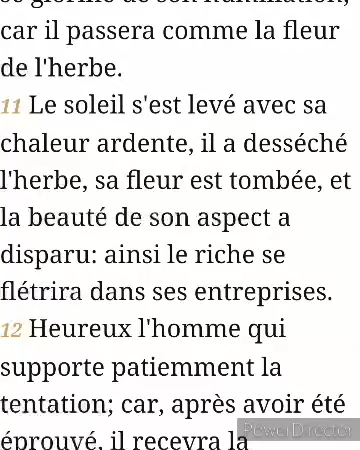 car il passera comme la fleur
de l'herbe.
11 Le soleil s'est levé avec sa
chaleur ardente, il a desséché
l'herbe, sa fleur est tombée, et
la beauté de son aspect a
disparu: ainsi le riche se
flétrira dans ses entreprises.
12 Heureux l'homme qui
supporte patiemment la
tentation; car, après avoir été
éprouvé, il recevra la
PowerDirector